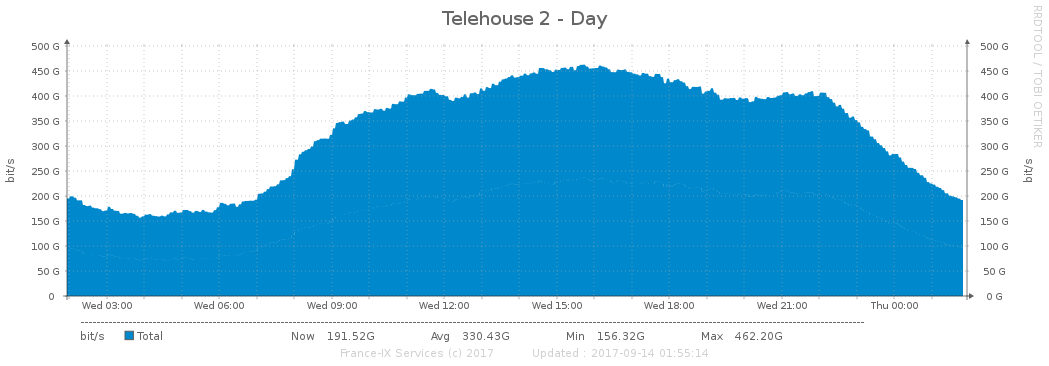 Telehouse 2 - Day
RRDTOOL / TOBI OETIKER
bit/s
500 G 500 G
450 G 450 G
400 G 400 G
350 G 350 G
300 G 300 G
250 G 250 G
200 G 200 G
150 G 150 G
100 G 100 G
50 G 50 G
0 0 G
bit/s
Wed 03:00 Wed 06:00 Wed 09:00 Wed 12:00 Wed 15:00 Wed 18:00 Wed 21:00 Thu 00:00
bit/s Total Now 191.52G Avg 330.43G Min 156.32G Max 462.20G
France-IX Services (c) 2017 Updated : 2017-09-14 01:55:14